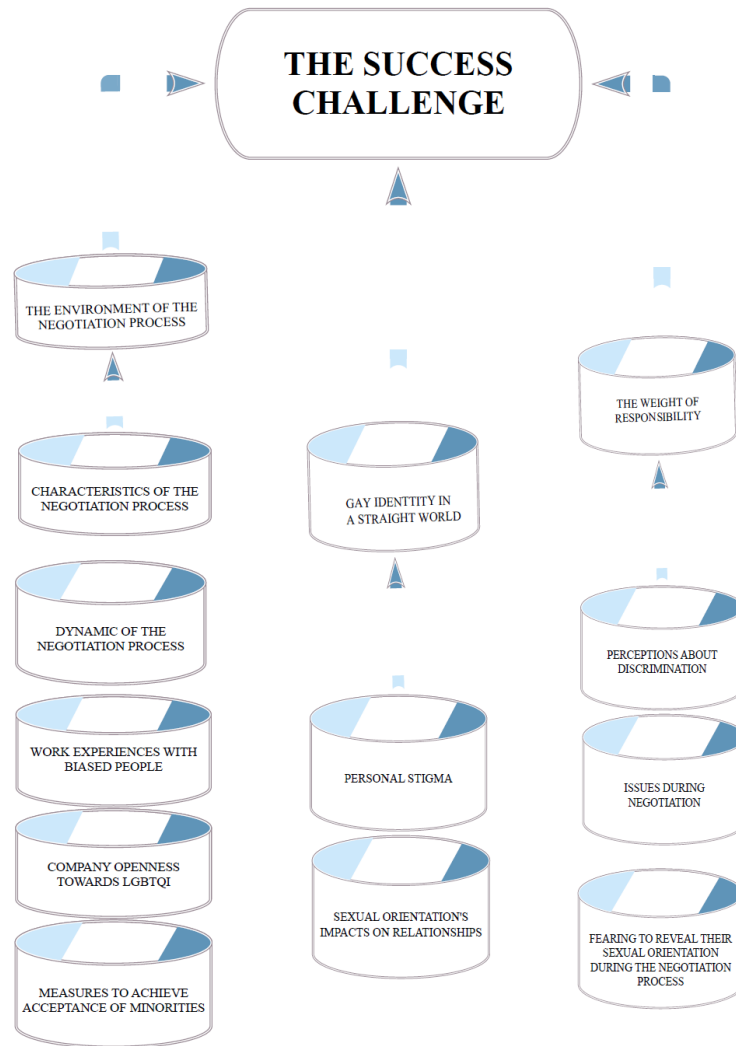 THE SUCCESS
CHALLENGE
THE ENVIRONMENT OF THE
NEGOTIATION PROCESS
CHARACTERISTICS OF THE
NEGOTIATION PROCESS
DYNAMIC OF THE
NEGOTIATION PROCESS
WORK EXPERIENCES WITH
BIASED PEOPLE
COMPANY OPENNESS
TOWARDS LGBTQI
MEASURES TO ACHIEVE
ACCEPTANCE OF MINORITIES
GAY IDENTTITY IN
A STRAIGHT WORLD
PERSONAL STIGMA
SEXUAL ORIENTATION'S
IMPACTS ON RELATIONSHIPS
THE WEIGHT OF
RESPONSIBILITY
PERCEPTIONS ABOUT
DISCRIMINATION
ISSUES DURING
NEGOTIATION
FEARING TO REVEAL THEIR
SEXUAL ORIENTATION
DURING THE NEGOTIATION
PROCESS